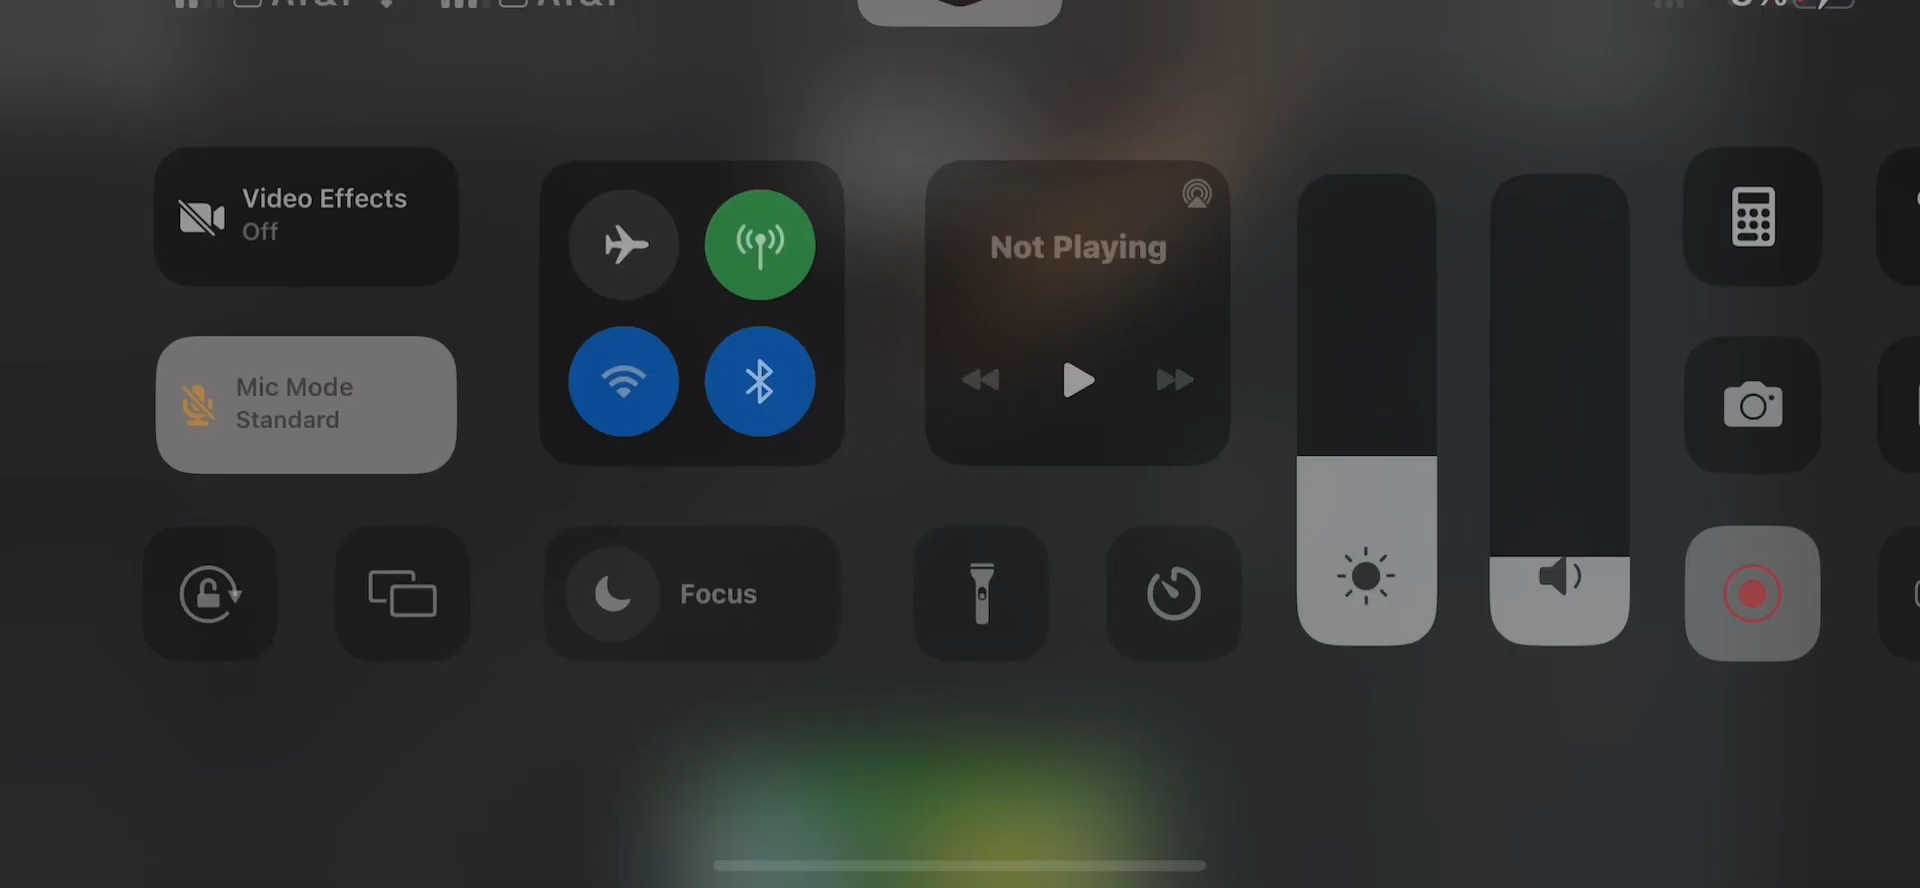 Video Effects
Off
Mic Mode
Standard
Not Playing
Focus